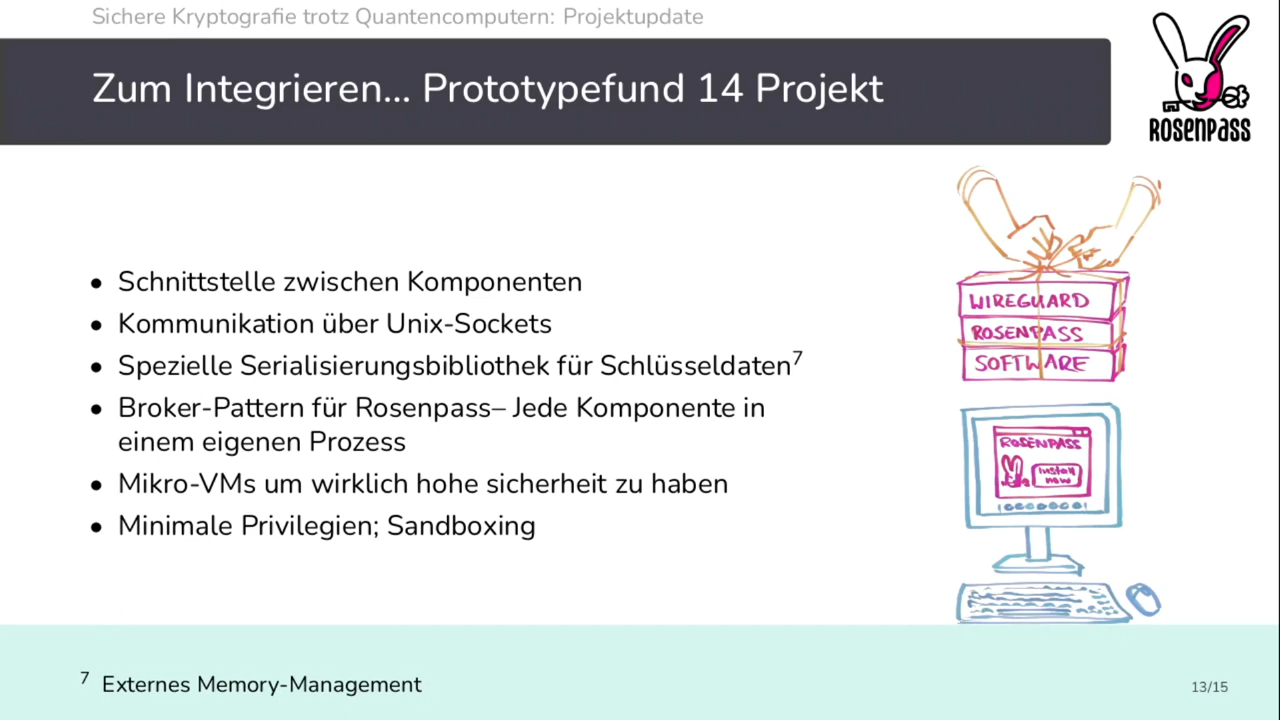 Sichere Kryptografie trotz Quantencomputern: Projektupdate
Zum Integrieren... Prototypefund 14 Projekt
ROSENPASS
• Schnittstelle zwischen Komponenten
• Kommunikation über Unix-Sockets
• Spezielle Serialisierungsbibliothek für Schlüsseldaten⁷
• Broker-Pattern für Rosenpass– Jede Komponente in
einem eigenen Prozess
• Mikro-VMs um wirklich hohe sicherheit zu haben
• Minimale Privilegien; Sandboxing
WIREGUARD
ROSENPASS
SOFTWARE
ROSENPASS
install
now
⁷ Externes Memory-Management
13/15